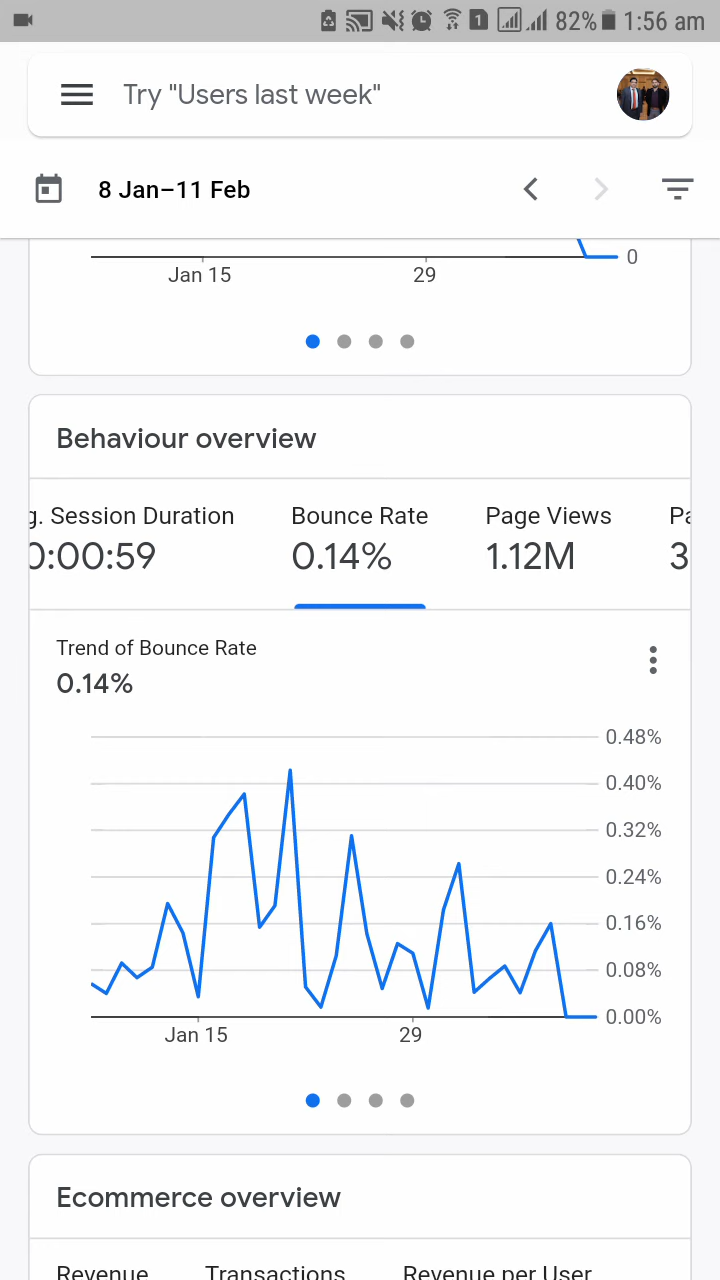 1 82% 1:56 am
Try "Users last week"
8 Jan–11 Feb
0
Jan 15 29
Behaviour overview
g. Session Duration Bounce Rate Page Views Pa
0:00:59 0.14% 1.12M 3
Trend of Bounce Rate
0.14%
0.48%
0.40%
0.32%
0.24%
0.16%
0.08%
0.00%
Jan 15 29
Ecommerce overview
Revenue Transactions Revenue per User